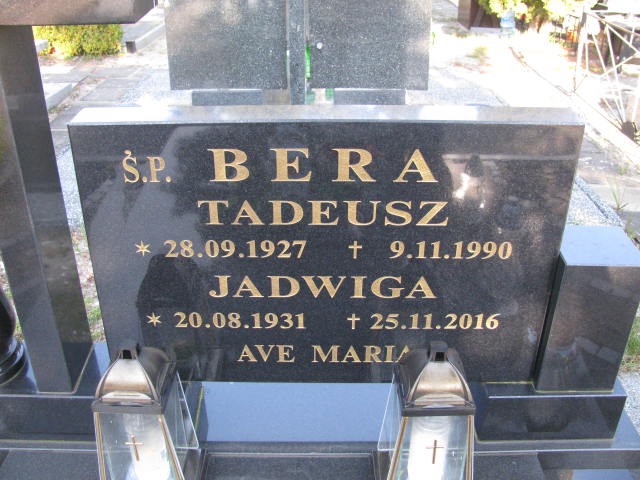 Ś.P. BERA
TADEUSZ
* 28.09.1927 † 9.11.1990
JADWIGA
* 20.08.1931 † 25.11.2016
AVE MARIA